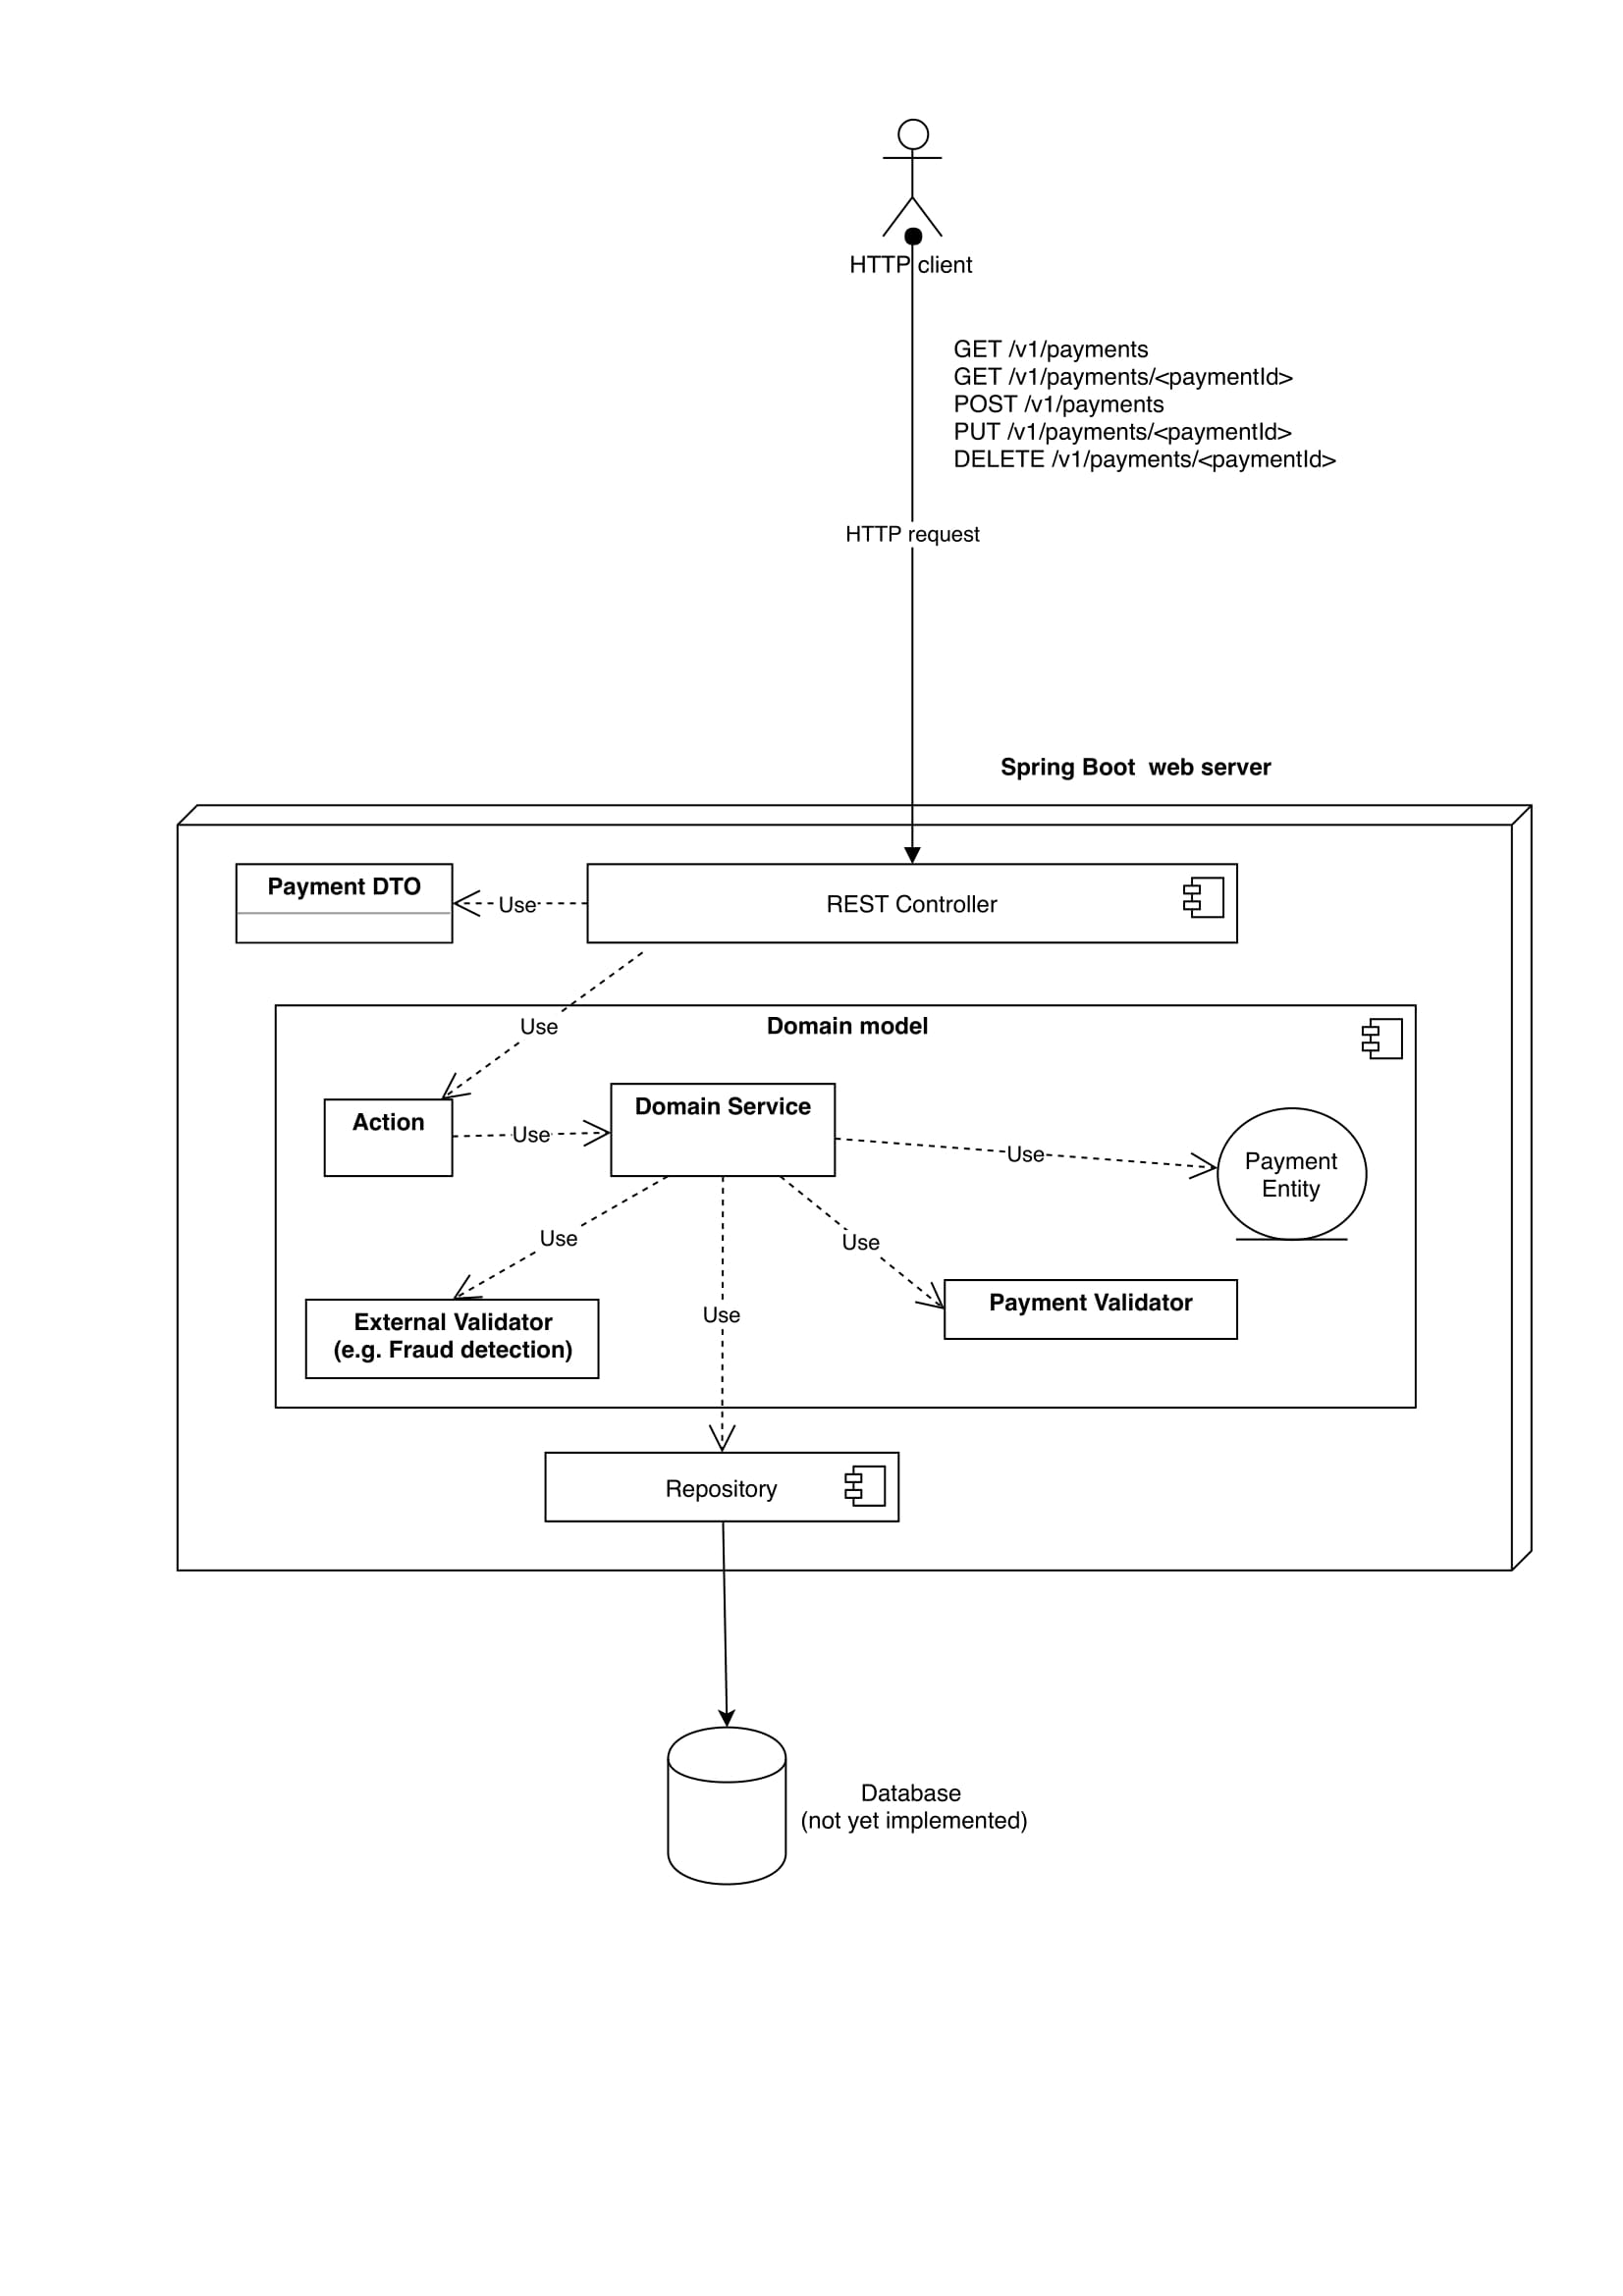 HTTP client
GET /v1/payments
GET /v1/payments/<paymentId>
POST /v1/payments
PUT /v1/payments/<paymentId>
DELETE /v1/payments/<paymentId>
HTTP request
Spring Boot  web server
Payment DTO
Use
REST Controller
Use
Domain model
Action
Use
Domain Service
Use
Payment
Entity
Use
Use
Use
External Validator
(e.g. Fraud detection)
Payment Validator
Repository
Database
(not yet implemented)